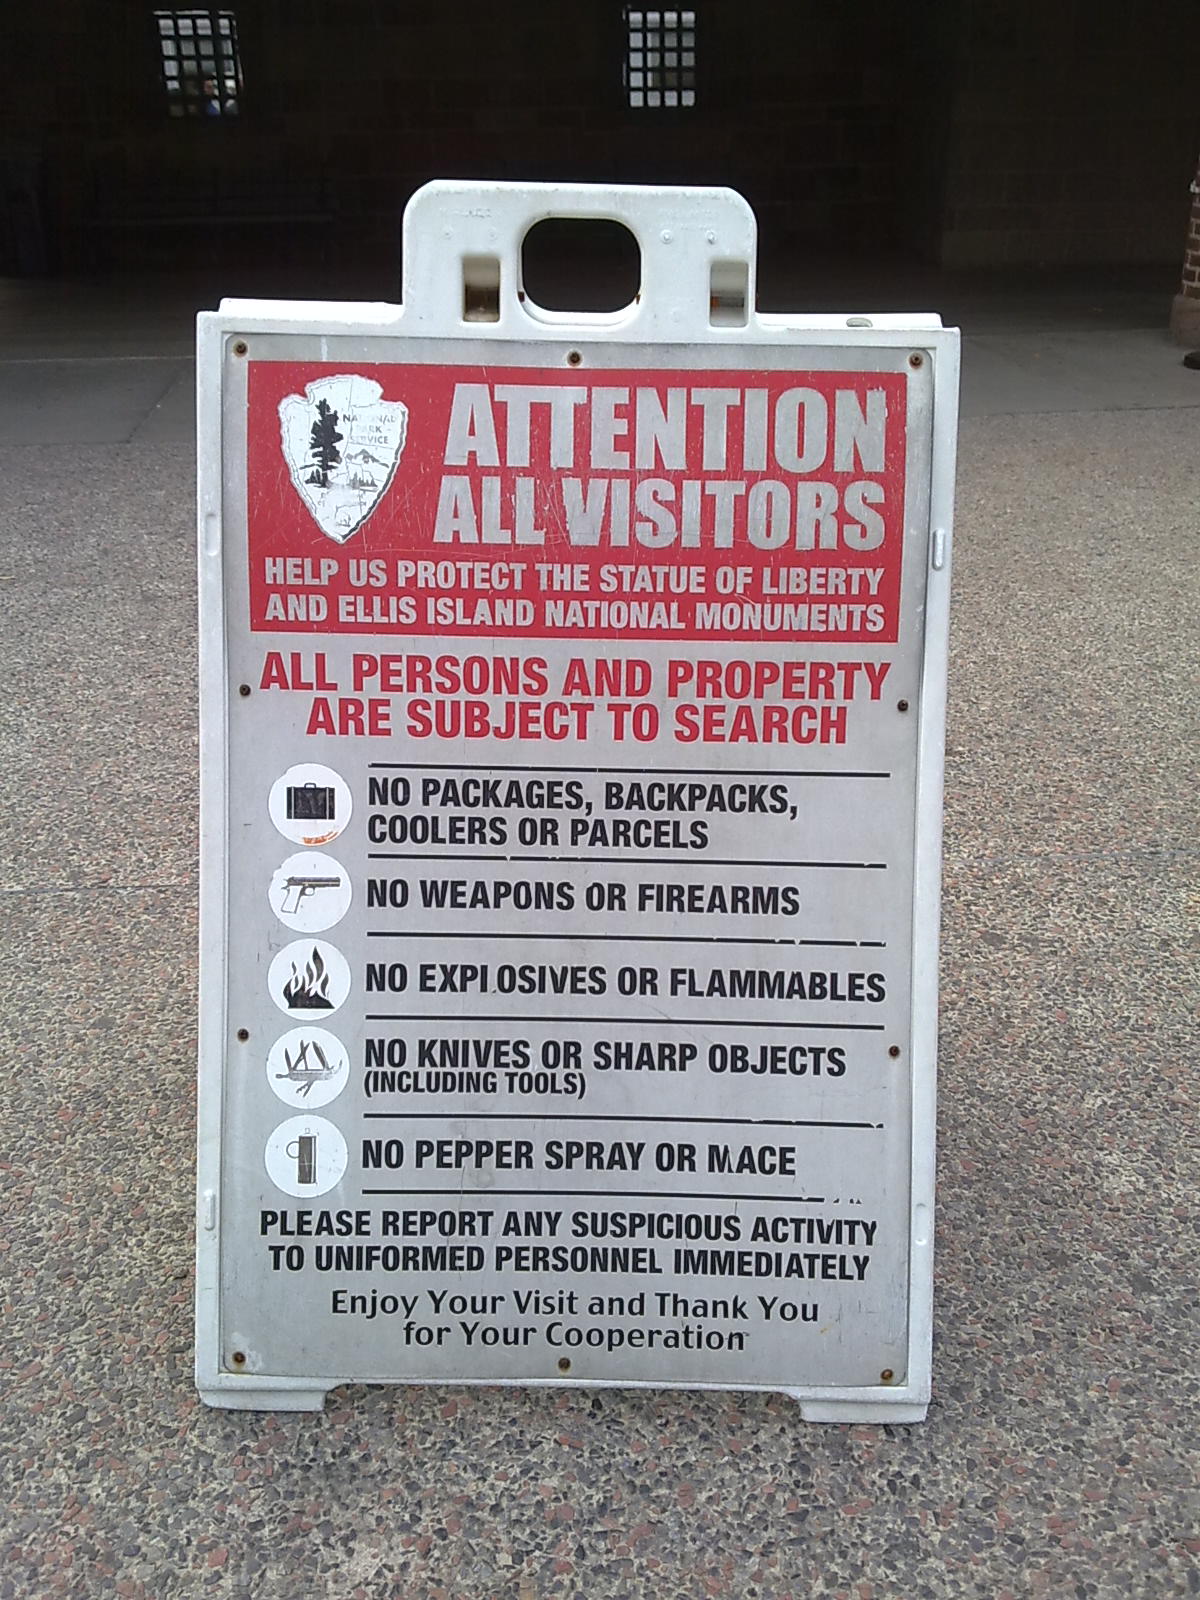 NATIONAL
PARK
SERVICE
ATTENTION
ALL VISITORS
HELP US PROTECT THE STATUE OF LIBERTY
AND ELLIS ISLAND NATIONAL MONUMENTS
ALL PERSONS AND PROPERTY
ARE SUBJECT TO SEARCH
NO PACKAGES, BACKPACKS,
COOLERS OR PARCELS
NO WEAPONS OR FIREARMS
NO EXPLOSIVES OR FLAMMABLES
NO KNIVES OR SHARP OBJECTS
(INCLUDING TOOLS)
NO PEPPER SPRAY OR MACE
PLEASE REPORT ANY SUSPICIOUS ACTIVITY
TO UNIFORMED PERSONNEL IMMEDIATELY
Enjoy Your Visit and Thank You
for Your Cooperation